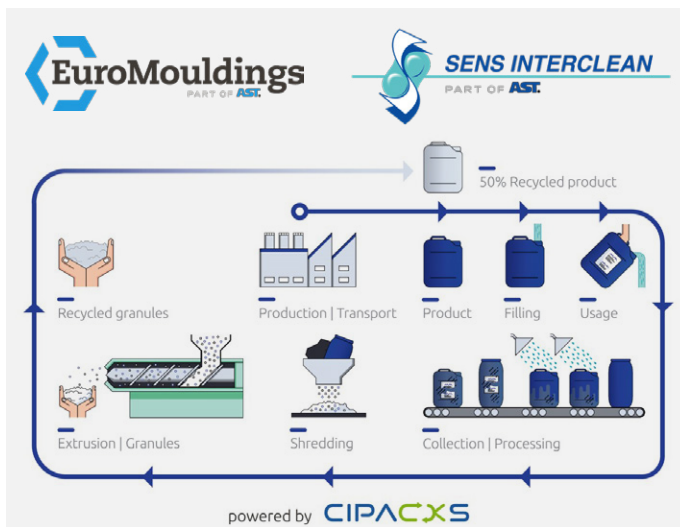 EuroMouldings
PART OF AST.
SENS INTERCLEAN
PART OF AST.
50% Recycled product
Recycled granules
Production | Transport
Product
Filling
Usage
Extrusion | Granules
Shredding
Collection | Processing
powered by CIPACXS